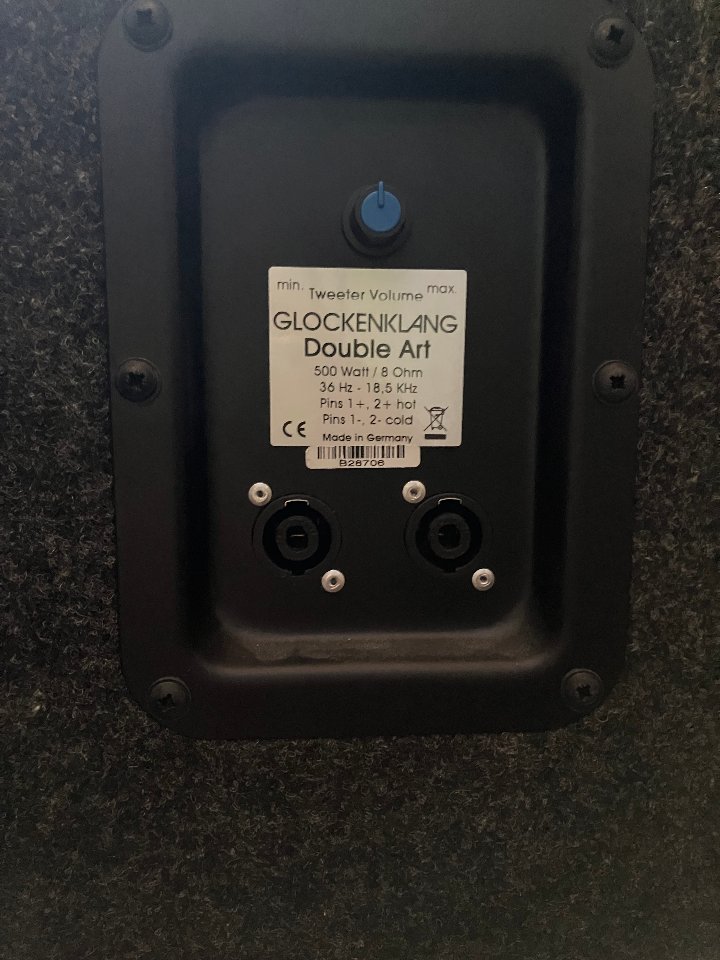 min. Tweeter Volume max.
GLOCKENKLANG
Double Art
500 Watt / 8 Ohm
36 Hz - 18,5 KHz
Pins 1+, 2+ hot
Pins 1-, 2- cold
CE
Made in Germany
B28706